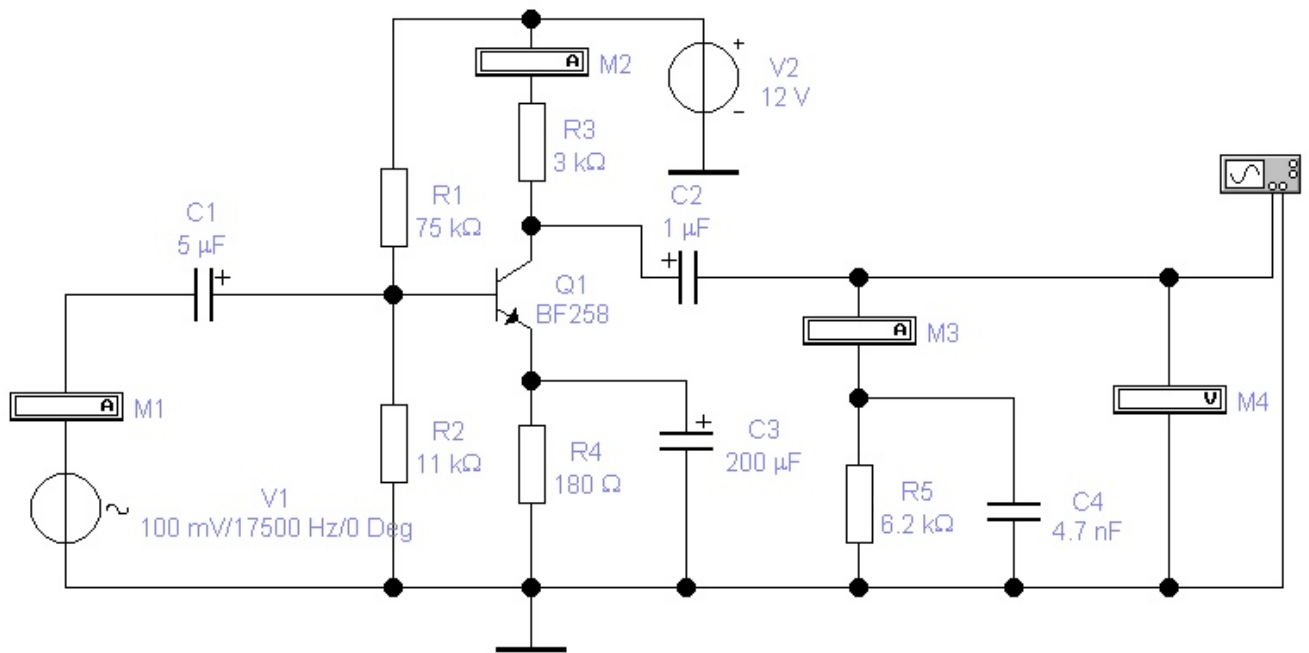 A
M2
+
V2
12 V
−
R3
3 kΩ
R1
75 kΩ
C2
1 µF
+
C1
5 µF
+
Q1
BF258
A
M3
A
M1
V
M4
R2
11 kΩ
R4
180 Ω
+
C3
200 µF
R5
6.2 kΩ
C4
4.7 nF
V1
100 mV/17500 Hz/0 Deg